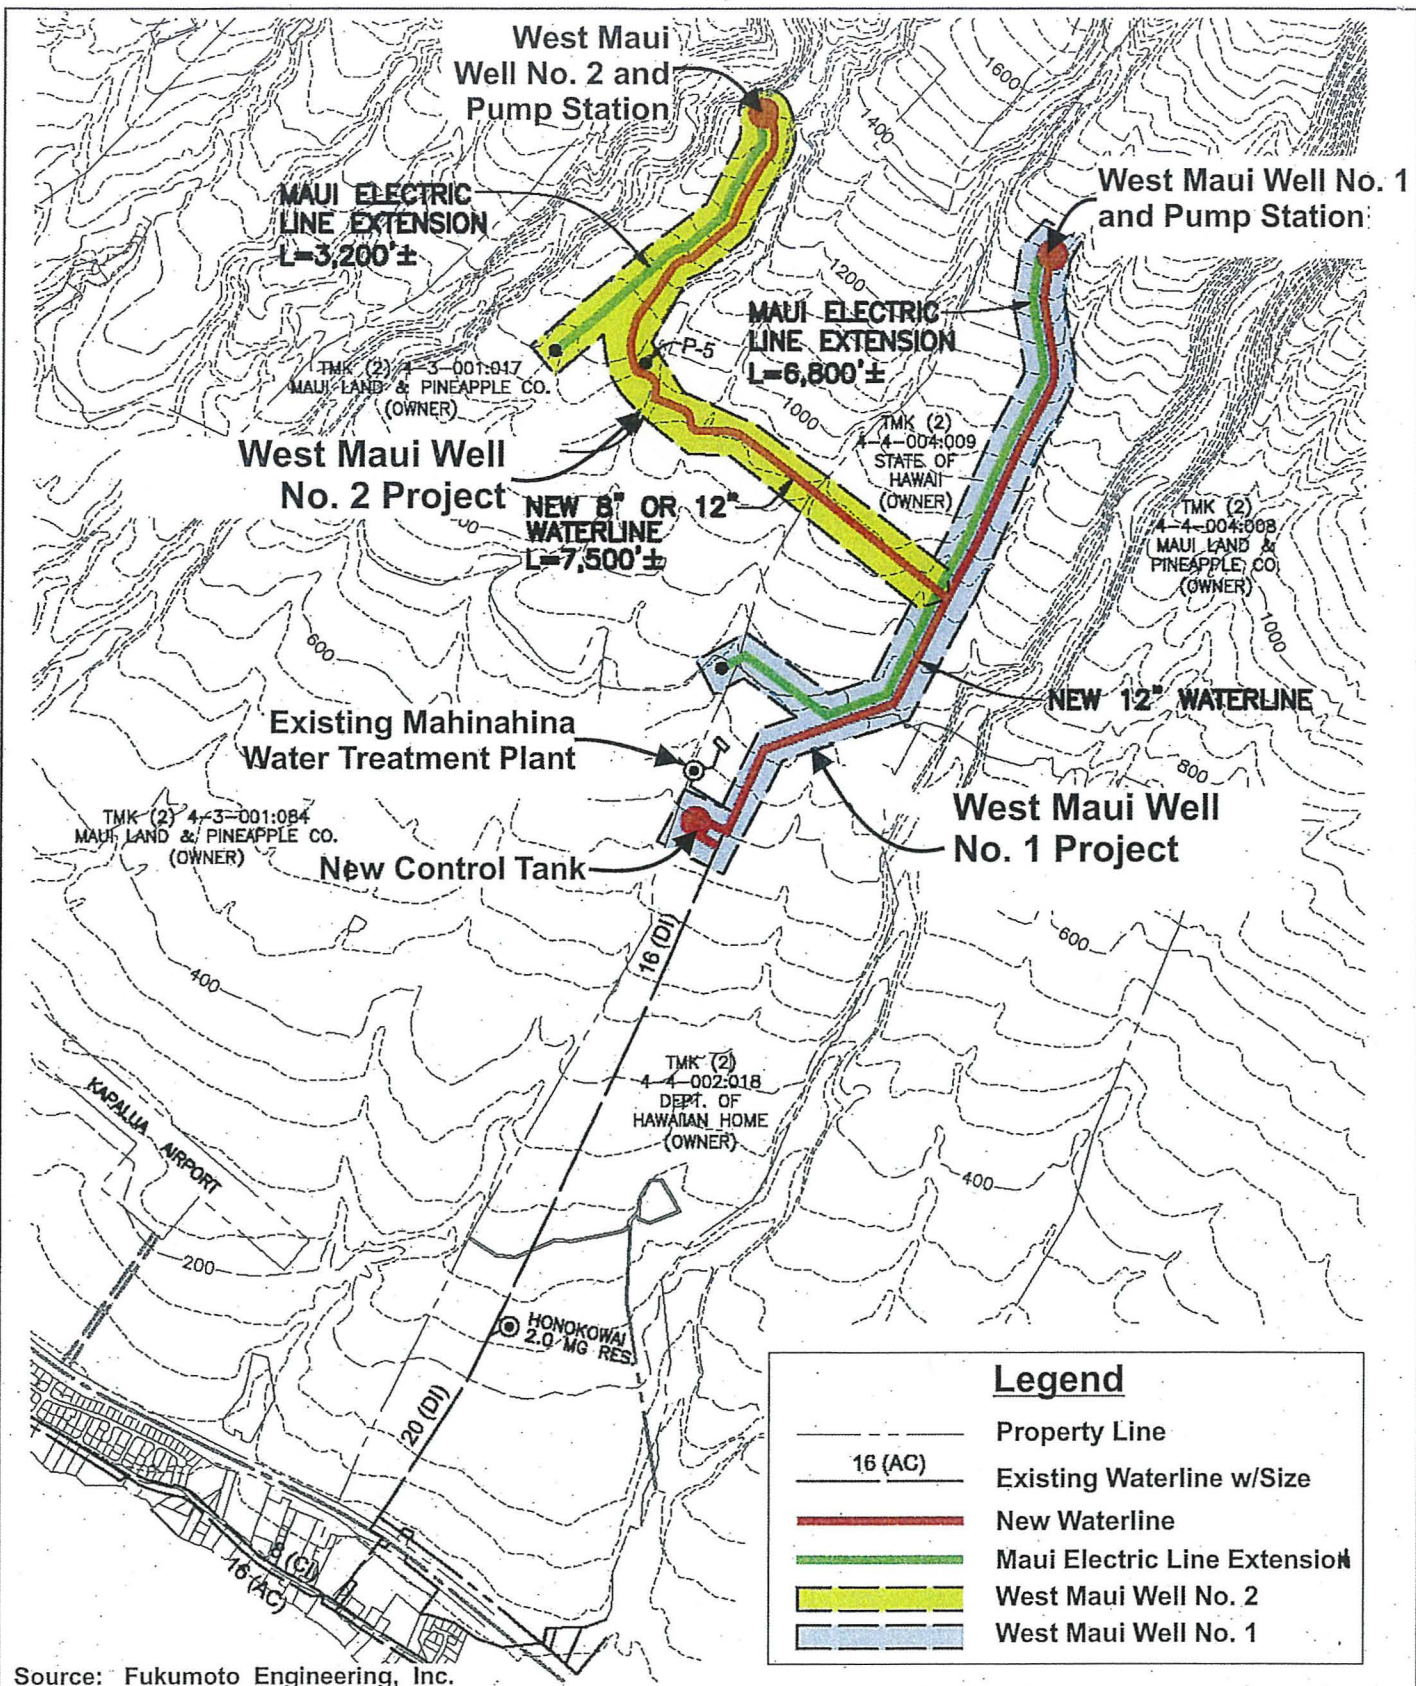 West Maui
Well No. 2 and
Pump Station
1600
1400
West Maui Well No. 1
and Pump Station
MAUI ELECTRIC
LINE EXTENSION
L=3,200'±
1200
MAUI ELECTRIC
LINE EXTENSION
L=6,800'±
P-5
TMK (2) 4-3-001:017
MAUI LAND & PINEAPPLE CO.
(OWNER)
1000
TMK (2)
4-4-004:009
STATE OF
HAWAII
(OWNER)
West Maui Well
No. 2 Project
NEW 8" OR 12"
WATERLINE
L=7,500'±
TMK (2)
4-4-004:008
MAUI LAND &
PINEAPPLE CO.
(OWNER)
1000
600
NEW 12" WATERLINE
Existing Mahinahina
Water Treatment Plant
800
TMK (2) 4-3-001:084
MAUI LAND & PINEAPPLE CO.
(OWNER)
West Maui Well
No. 1 Project
New Control Tank
16 (DI)
600
400
TMK (2)
4-4-002:018
DEPT. OF
HAWAIIAN HOME
(OWNER)
KAPALUA AIRPORT
400
200
HONOKOWAI
2.0 MG RES.
20 (DI)
8 (CI)
16 (AC)
Legend
Property Line
16 (AC)
Existing Waterline w/Size
New Waterline
Maui Electric Line Extension
West Maui Well No. 2
West Maui Well No. 1
Source: Fukumoto Engineering, Inc.